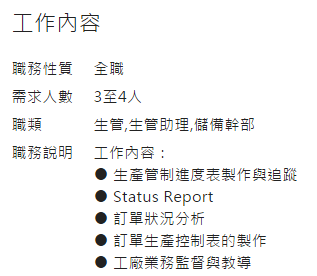 工作內容
職務性質 全職
需求人數 3至4人
職類 生管,生管助理,儲備幹部
職務說明 工作內容：
● 生產管制進度表製作與追蹤
● Status Report
● 訂單狀況分析
● 訂單生產控制表的製作
● 工廠業務監督與教導